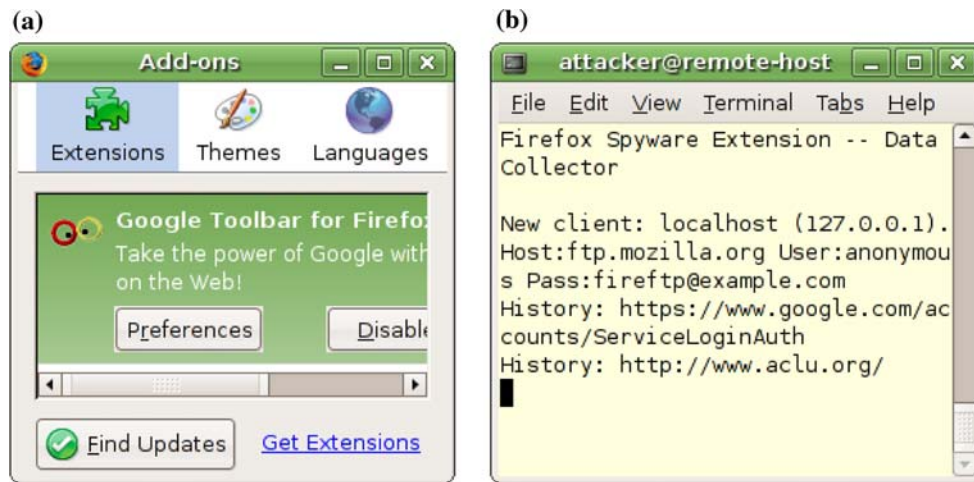 (a)
Add-ons
Extensions Themes Languages
Google Toolbar for Firefo
Take the power of Google with
on the Web!
Preferences Disable
Find Updates Get Extensions
(b)
attacker@remote-host
File Edit View Terminal Tabs Help
Firefox Spyware Extension -- Data
Collector
New client: localhost (127.0.0.1).
Host:ftp.mozilla.org User:anonymou
s Pass:fireftp@example.com
History: https://www.google.com/ac
counts/ServiceLoginAuth
History: http://www.aclu.org/